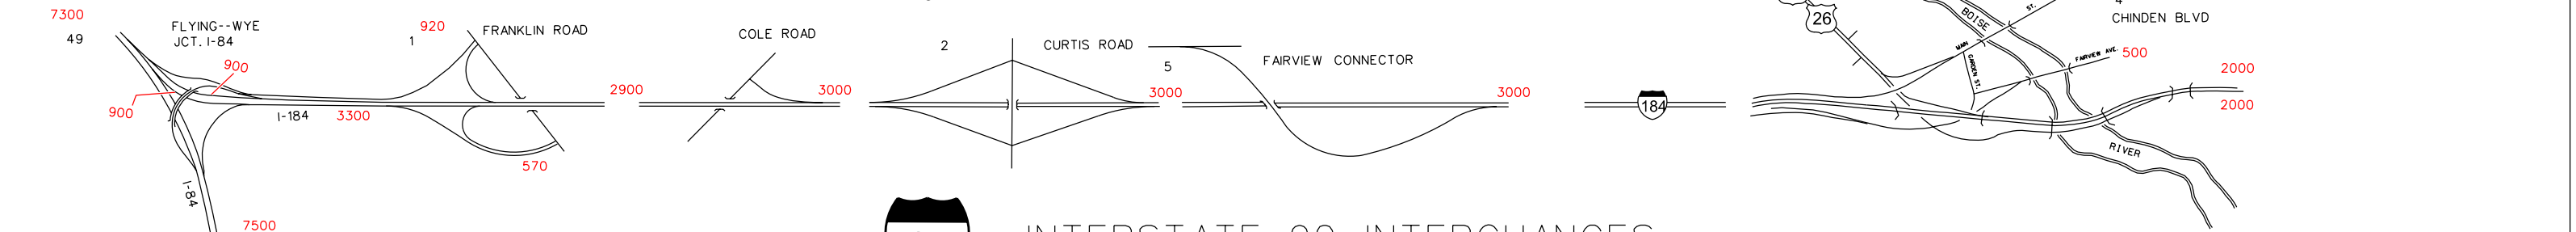 7300
49
FLYING--WYE
JCT. I-84
900
900
I-184
3300
I-84
7500
1
920
FRANKLIN ROAD
570
2900
COLE ROAD
3000
2
CURTIS ROAD
3000
5
FAIRVIEW CONNECTOR
3000
184
26
BOISE
ST.
MAIN
GARDEN ST.
FAIRVIEW AVE.
500
4
CHINDEN BLVD
2000
2000
RIVER
INTERSTATE 90 INTERCHANGES